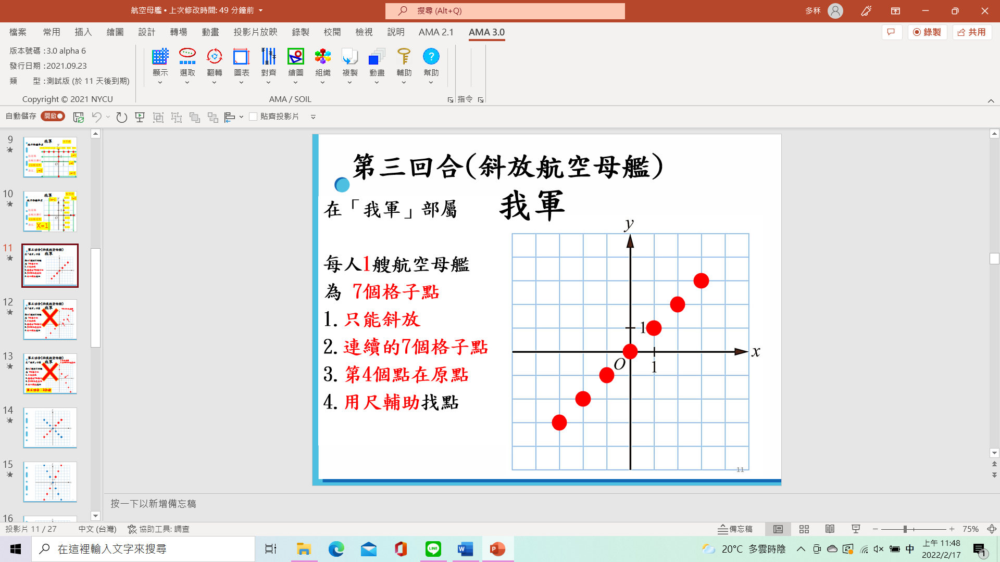 航空母艦 • 上次修改時間: 49 分鐘前
搜尋 (Alt+Q)
多秝
檔案 常用 插入 繪圖 設計 轉場 動畫 投影片放映 錄製 校閱 檢視 說明 AMA 2.1 AMA 3.0
錄製
共用
版本號碼 :3.0 alpha 6
發行日期 :2021.09.23
類 型 :測試版 (於 11 天後到期)
Copyright © 2021 NYCU
顯示 選取 翻轉 圖表 對齊 繪圖 組織 複製 動畫 輔助 幫助
AMA / SOIL
指令
自動儲存 開啟
貼齊投影片
9
10
11
12
13
14
15
16
第三回合(斜放航空母艦)
我軍
在「我軍」部屬
每人1艘航空母艦
為 7個格子點
1.只能斜放
2.連續的7個格子點
3.第4個點在原點
4.用尺輔助找點
y
1
x
O
1
11
按一下以新增備忘稿
投影片 11 / 27
中文 (台灣)
協助工具: 調查
備忘稿
75%
在這裡輸入文字來搜尋
20°C 多雲時陰
中
上午 11:48
2022/2/17
1